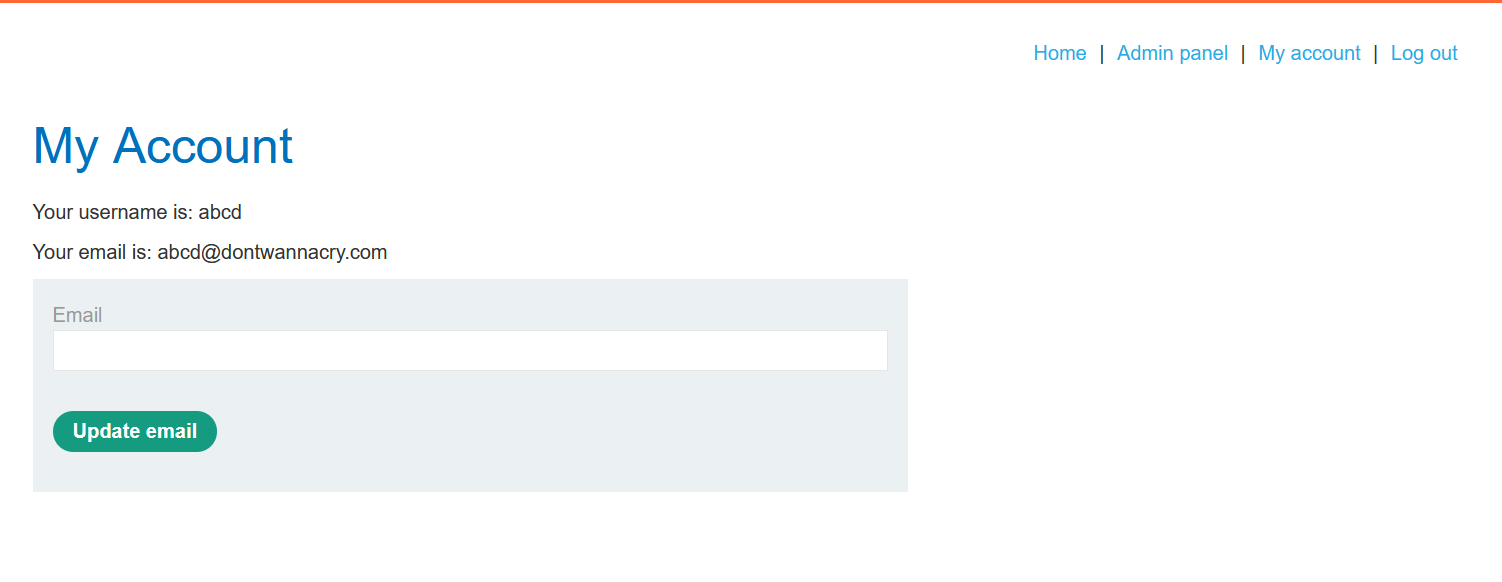 Home | Admin panel | My account | Log out
My Account
Your username is: abcd
Your email is: abcd@dontwannacry.com
Email
Update email